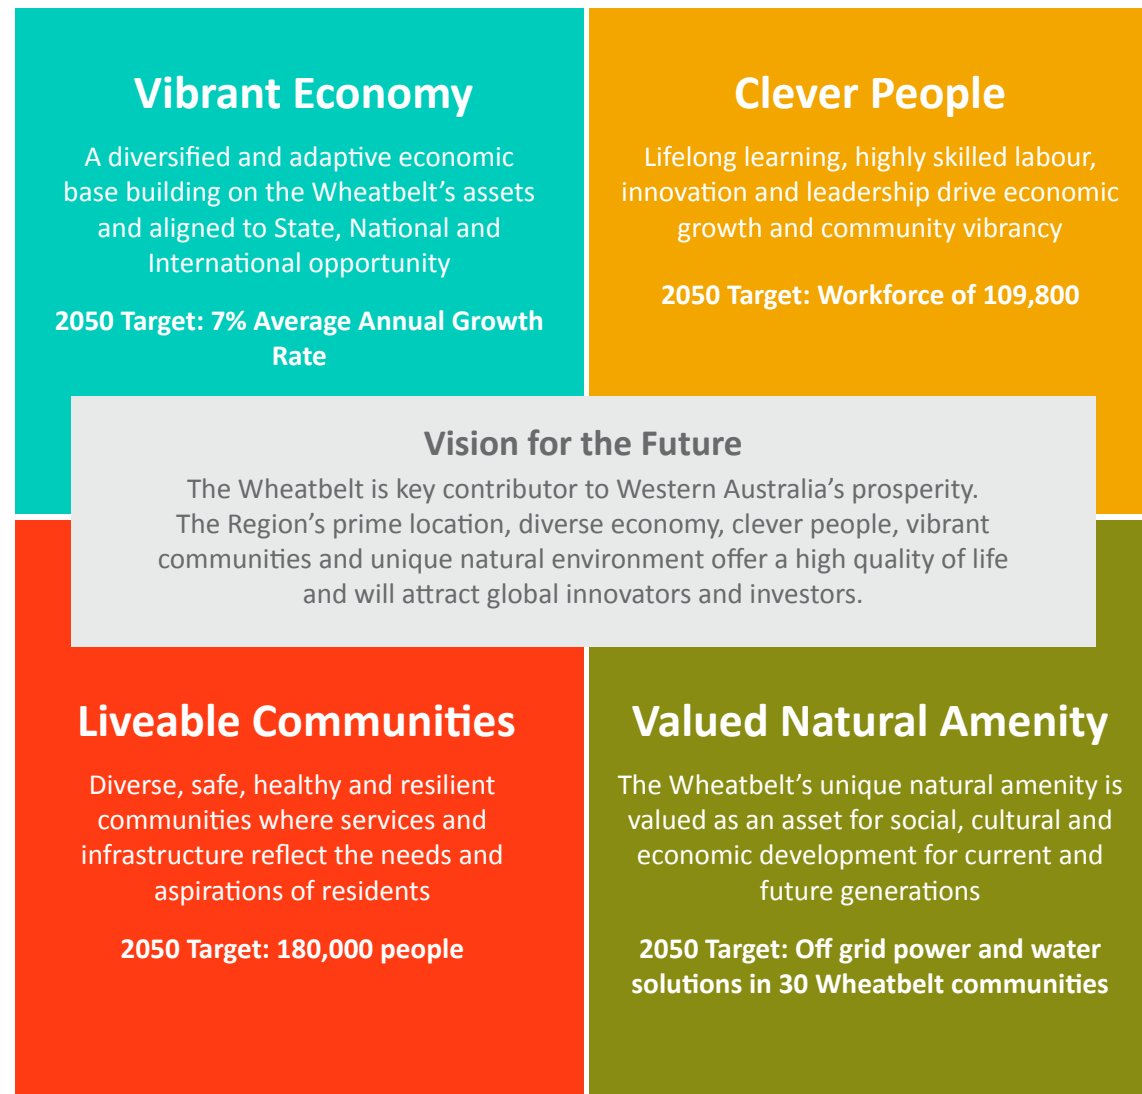 Vibrant Economy
A diversified and adaptive economic
base building on the Wheatbelt’s assets
and aligned to State, National and
International opportunity
2050 Target: 7% Average Annual Growth
Rate
Clever People
Lifelong learning, highly skilled labour,
innovation and leadership drive economic
growth and community vibrancy
2050 Target: Workforce of 109,800
Vision for the Future
The Wheatbelt is key contributor to Western Australia’s prosperity.
The Region’s prime location, diverse economy, clever people, vibrant
communities and unique natural environment offer a high quality of life
and will attract global innovators and investors.
Liveable Communities
Diverse, safe, healthy and resilient
communities where services and
infrastructure reflect the needs and
aspirations of residents
2050 Target: 180,000 people
Valued Natural Amenity
The Wheatbelt’s unique natural amenity is
valued as an asset for social, cultural and
economic development for current and
future generations
2050 Target: Off grid power and water
solutions in 30 Wheatbelt communities